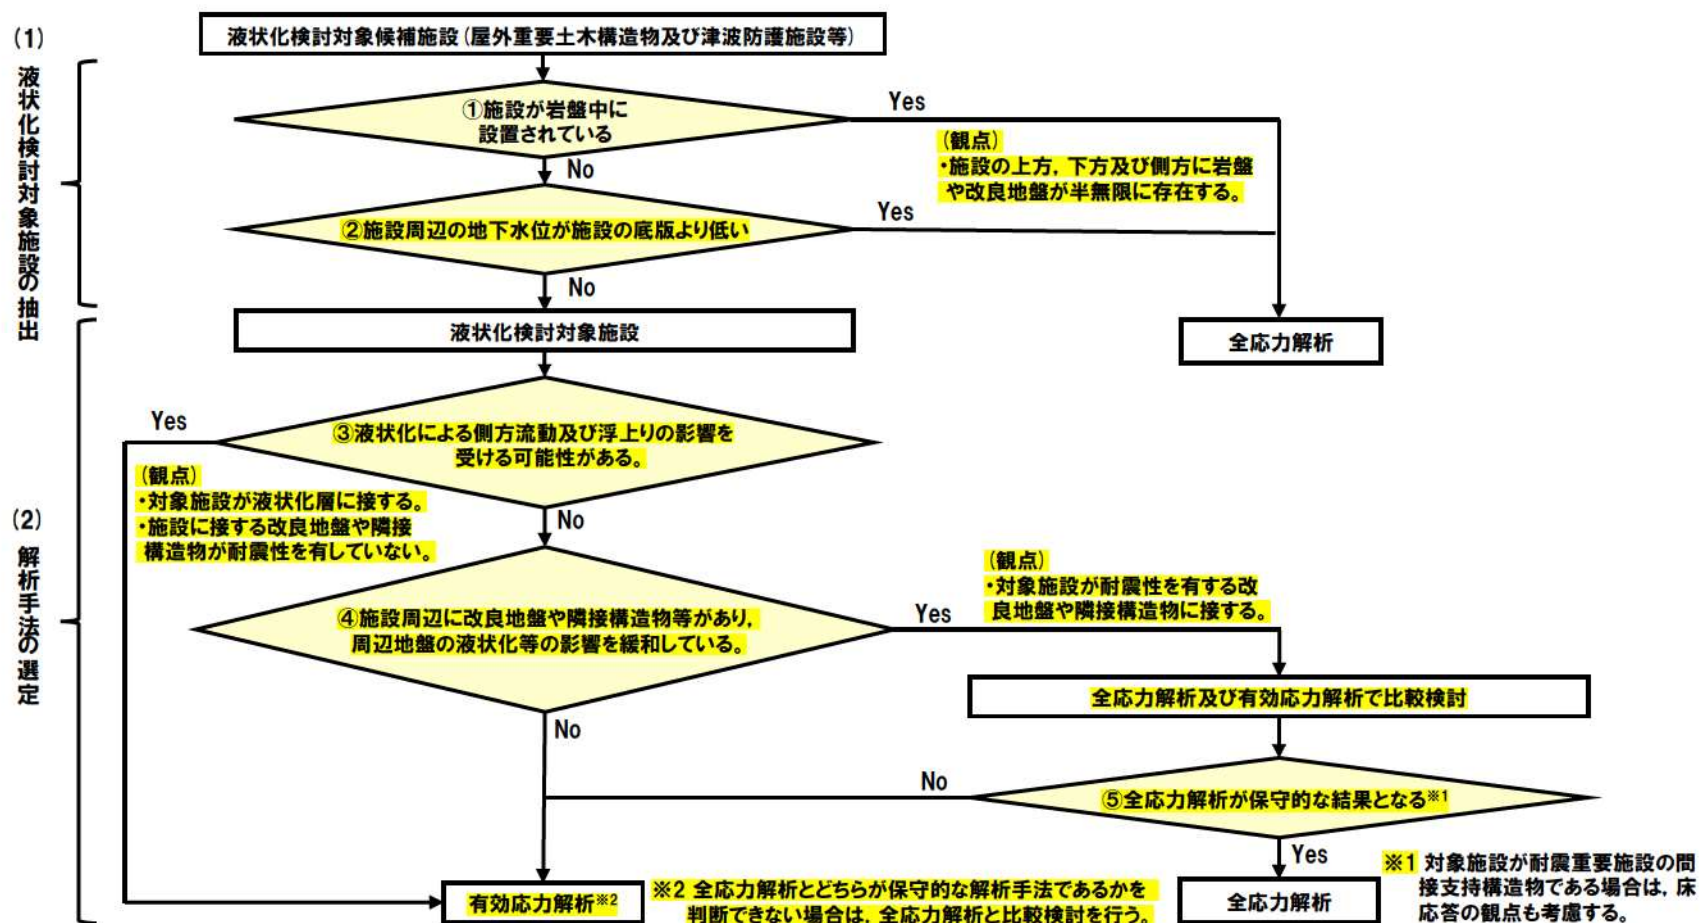 (1)
液状化検討対象施設の抽出
液状化検討対象候補施設(屋外重要土木構造物及び津波防護施設等)
①施設が岩盤中に
設置されている
Yes
(観点)
・施設の上方，下方及び側方に岩盤
や改良地盤が半無限に存在する。
No
②施設周辺の地下水位が施設の底版より低い
Yes
No
液状化検討対象施設
全応力解析
(2)
解析手法の選定
③液状化による側方流動及び浮上りの影響を
受ける可能性がある。
Yes
(観点)
・対象施設が液状化層に接する。
・施設に接する改良地盤や隣接
構造物が耐震性を有していない。
No
④施設周辺に改良地盤や隣接構造物等があり，
周辺地盤の液状化等の影響を緩和している。
Yes
(観点)
・対象施設が耐震性を有する改
良地盤や隣接構造物に接する。
全応力解析及び有効応力解析で比較検討
No
⑤全応力解析が保守的な結果となる※1
No
Yes
有効応力解析※2
※2 全応力解析とどちらが保守的な解析手法であるかを
判断できない場合は，全応力解析と比較検討を行う。
全応力解析
※1 対象施設が耐震重要施設の間
接支持構造物である場合は，床
応答の観点も考慮する。